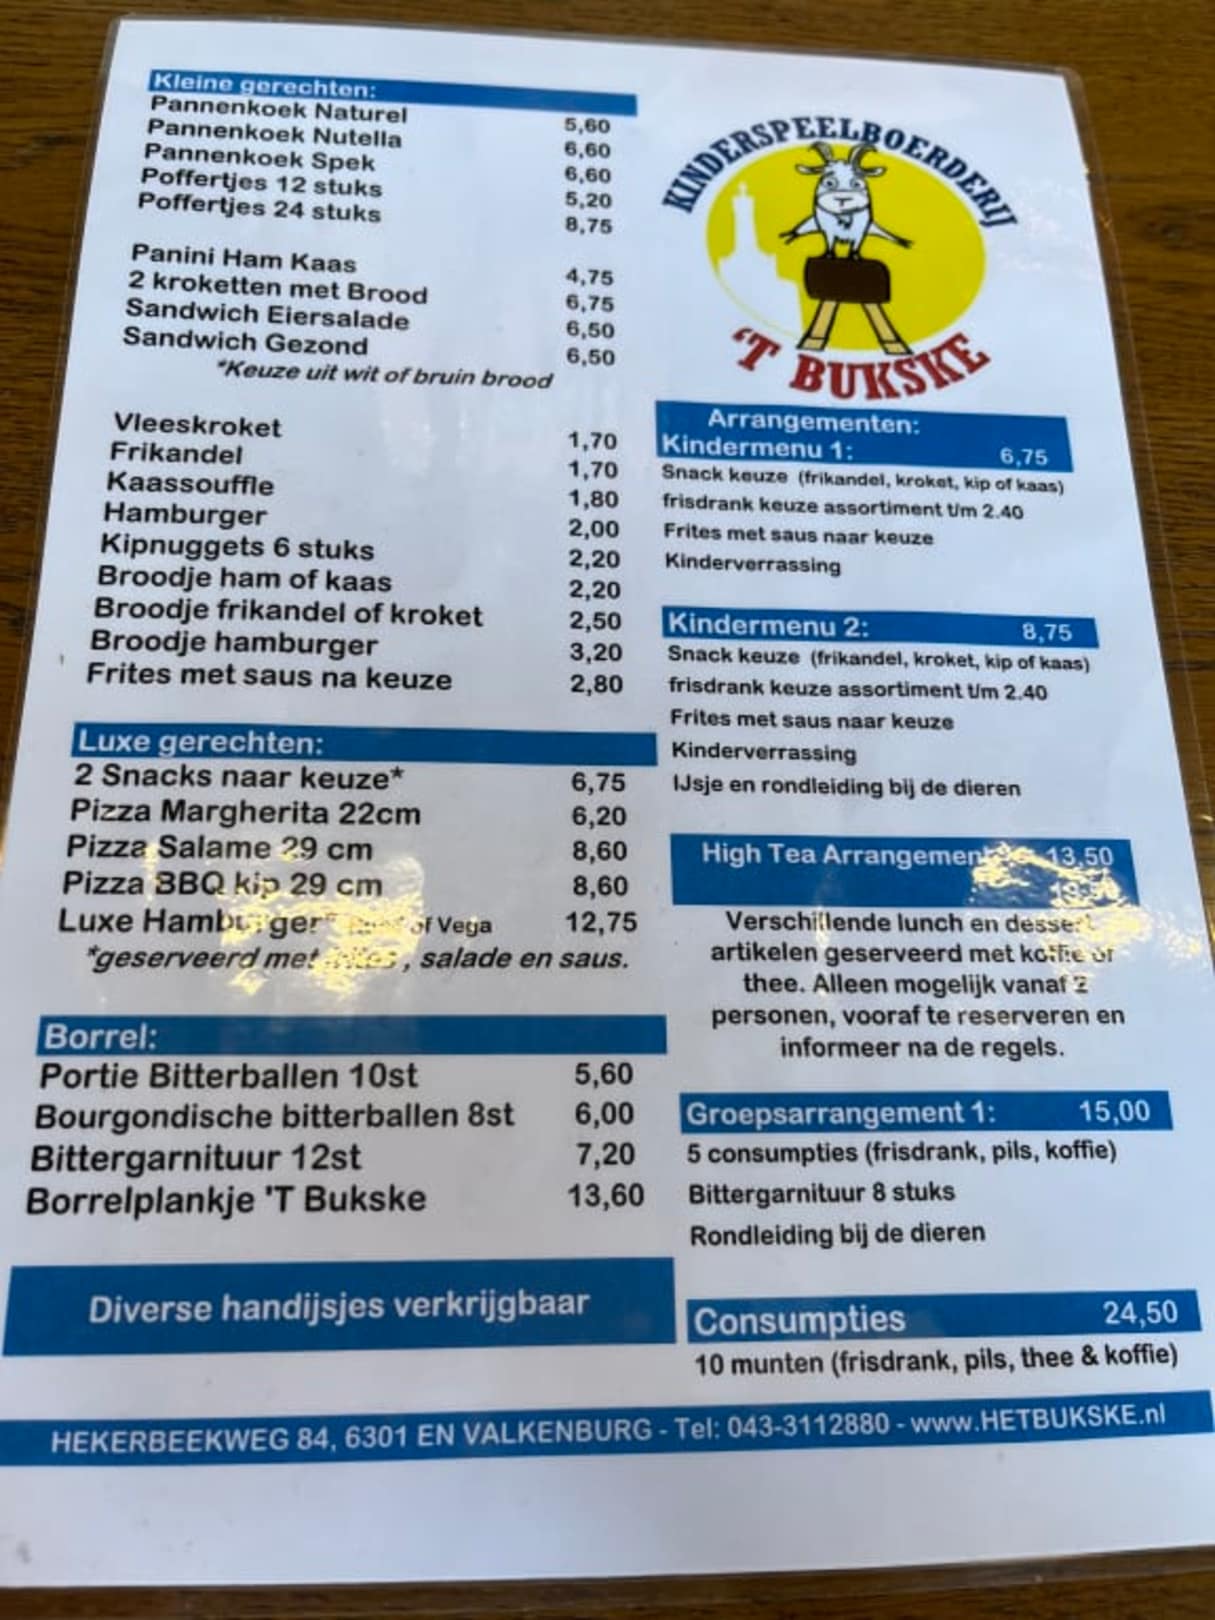 Kleine gerechten:
Pannenkoek Naturel 5,60
Pannenkoek Nutella 6,60
Pannenkoek Spek 6,60
Poffertjes 12 stuks 5,20
Poffertjes 24 stuks 8,75
Panini Ham Kaas 4,75
2 kroketten met Brood 6,75
Sandwich Eiersalade 6,50
Sandwich Gezond 6,50
*Keuze uit wit of bruin brood
Vleeskroket 1,70
Frikandel 1,70
Kaassouffle 1,80
Hamburger 2,00
Kipnuggets 6 stuks 2,20
Broodje ham of kaas 2,20
Broodje frikandel of kroket 2,50
Broodje hamburger 3,20
Frites met saus na keuze 2,80
Luxe gerechten:
2 Snacks naar keuze* 6,75
Pizza Margherita 22cm 6,20
Pizza Salame 29 cm 8,60
Pizza BBQ kip 29 cm 8,60
Luxe Hamburger* of Vega 12,75
*geserveerd met , salade en saus.
Borrel:
Portie Bitterballen 10st 5,60
Bourgondische bitterballen 8st 6,00
Bittergarnituur 12st 7,20
Borrelplankje 'T Bukske 13,60
Diverse handijsjes verkrijgbaar
KINDERSPEELBOERDERIJ
'T BUKSKE
Arrangementen:
Kindermenu 1: 6,75
Snack keuze (frikandel, kroket, kip of kaas)
frisdrank keuze assortiment t/m 2.40
Frites met saus naar keuze
Kinderverrassing
Kindermenu 2: 8,75
Snack keuze (frikandel, kroket, kip of kaas)
frisdrank keuze assortiment t/m 2.40
Frites met saus naar keuze
Kinderverrassing
IJsje en rondleiding bij de dieren
High Tea Arrangement 13,50
Verschillende lunch en dessert
artikelen geserveerd met koffie of
thee. Alleen mogelijk vanaf 2
personen, vooraf te reserveren en
informeer na de regels.
Groepsarrangement 1: 15,00
5 consumpties (frisdrank, pils, koffie)
Bittergarnituur 8 stuks
Rondleiding bij de dieren
Consumpties 24,50
10 munten (frisdrank, pils, thee & koffie)
HEKERBEEKWEG 84, 6301 EN VALKENBURG - Tel: 043-3112880 - www.HETBUKSKE.nl